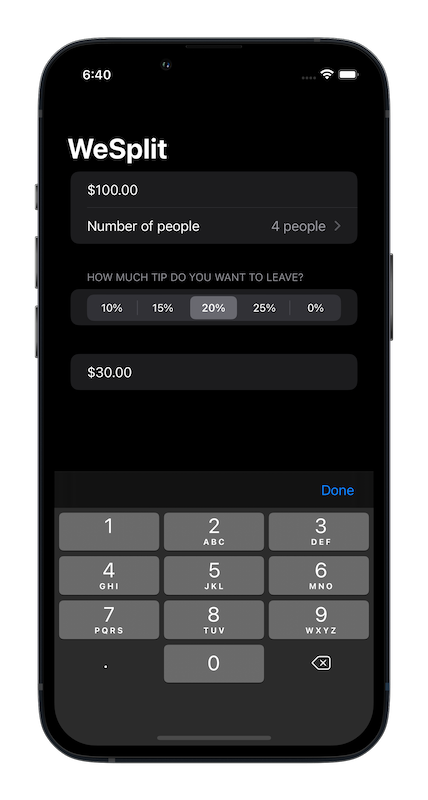 6:40
WeSplit
$100.00
Number of people 4 people
HOW MUCH TIP DO YOU WANT TO LEAVE?
10% 15% 20% 25% 0%
$30.00
Done
1 2 3
ABC DEF
4 5 6
GHI JKL MNO
7 8 9
PQRS TUV WXYZ
. 0